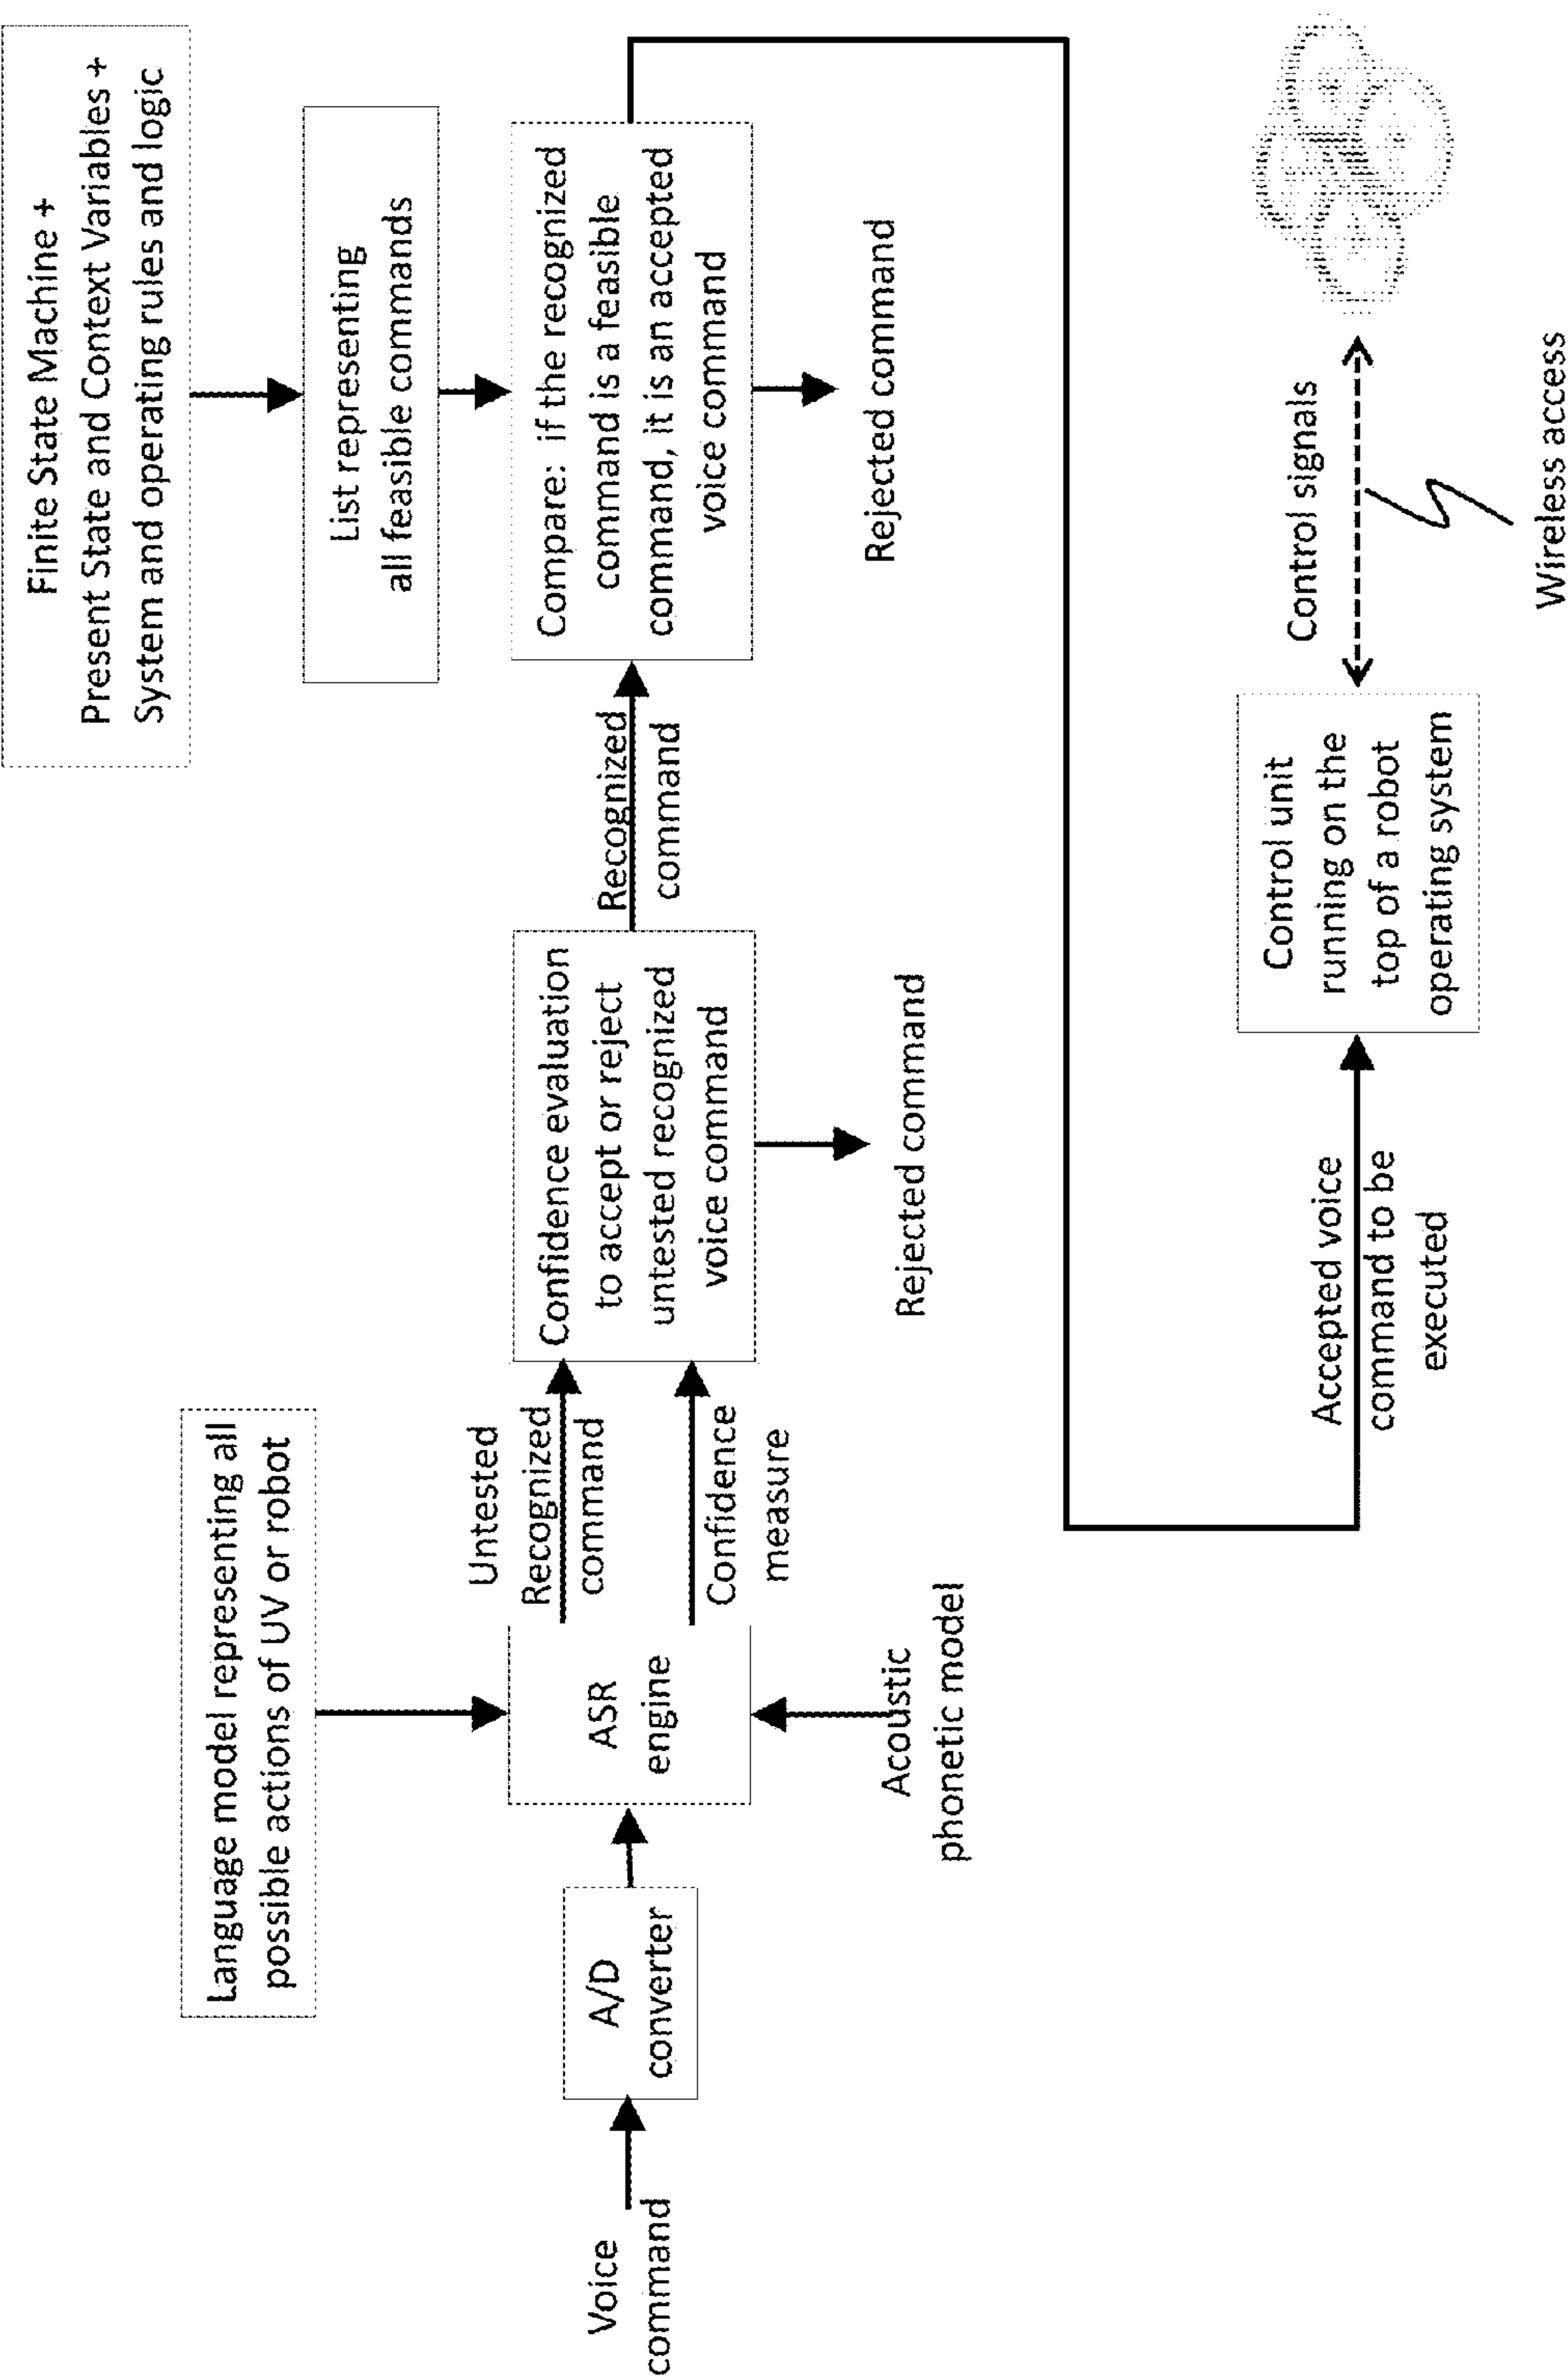 Finite State Machine +
Present State and Context Variables +
System and operating rules and logic
Language model representing all
possible actions of UV or robot
List representing
all feasible commands
Voice
command
A/D
converter
ASR
engine
Acoustic
phonetic model
Untested
Recognized
command
Confidence
measure
Confidence evaluation
to accept or reject
untested recognized
voice command
Rejected command
Recognized
command
Compare: if the recognized
command is a feasible
command, it is an accepted
voice command
Rejected command
Accepted voice
command to be
executed
Control unit
running on the
top of a robot
operating system
Control signals
Wireless access